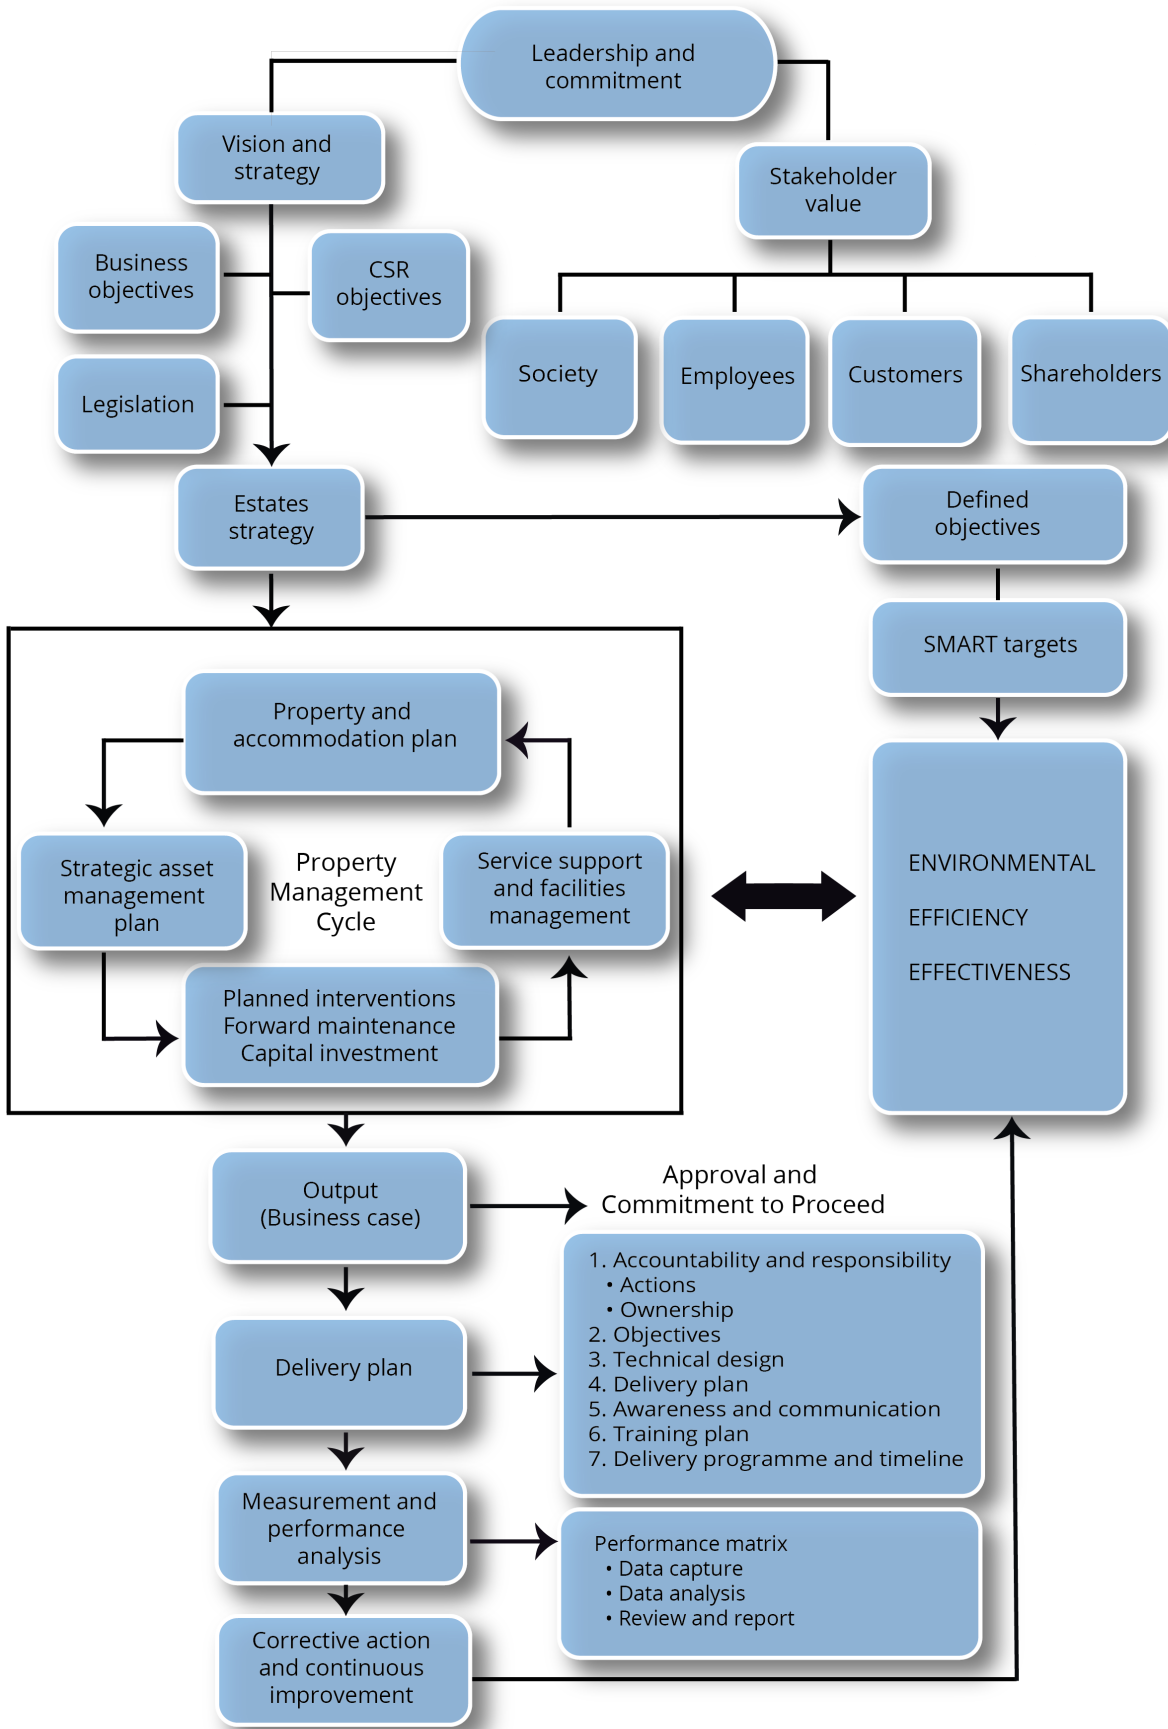 Leadership and
commitment
Vision and
strategy
Stakeholder
value
Business
objectives
CSR
objectives
Legislation
Society
Employees
Customers
Shareholders
Estates
strategy
Defined
objectives
SMART targets
Property and
accommodation plan
Strategic asset
management
plan
Property
Management
Cycle
Service support
and facilities
management
Planned interventions
Forward maintenance
Capital investment
ENVIRONMENTAL
EFFICIENCY
EFFECTIVENESS
Output
(Business case)
Approval and
Commitment to Proceed
Delivery plan
1. Accountability and responsibility
• Actions
• Ownership
2. Objectives
3. Technical design
4. Delivery plan
5. Awareness and communication
6. Training plan
7. Delivery programme and timeline
Measurement and
performance
analysis
Performance matrix
• Data capture
• Data analysis
• Review and report
Corrective action
and continuous
improvement